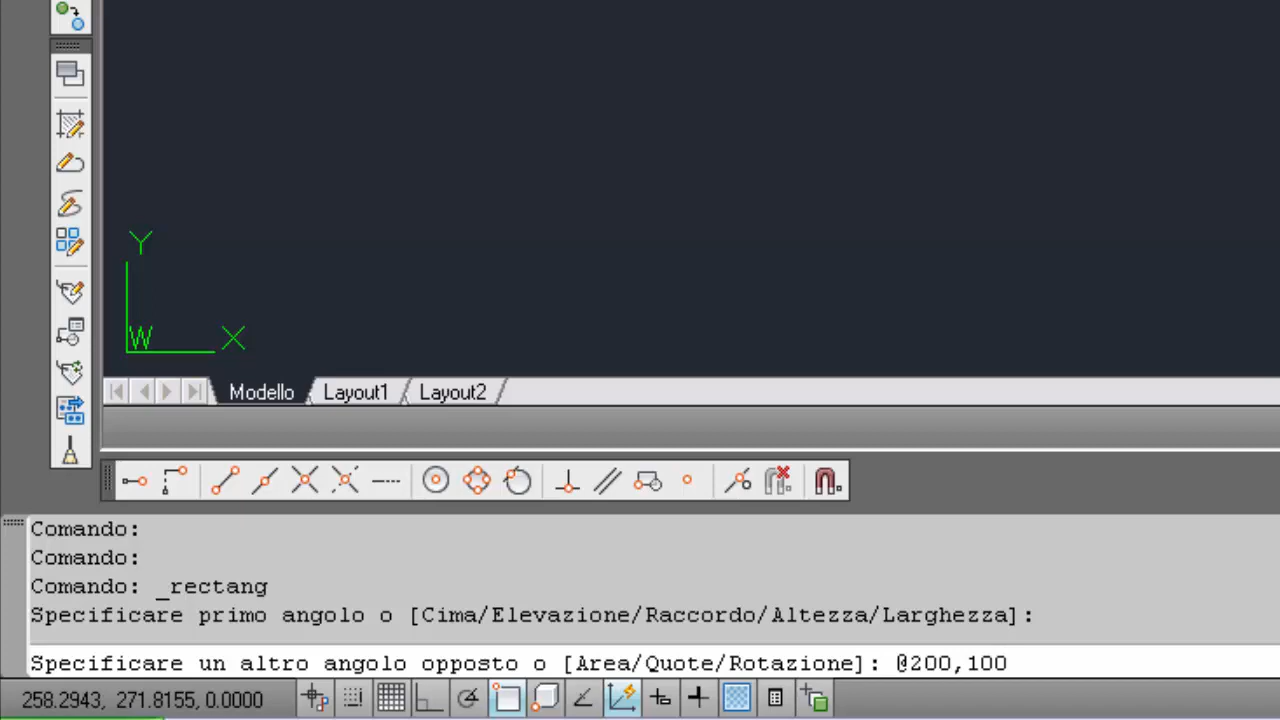 Y
W X
Modello Layout1 Layout2
Comando:
Comando:
Comando: _rectang
Specificare primo angolo o [Cima/Elevazione/Raccordo/Altezza/Larghezza]:
Specificare un altro angolo opposto o [Area/Quote/Rotazione]: @200,100
258.2943, 271.8155, 0.0000